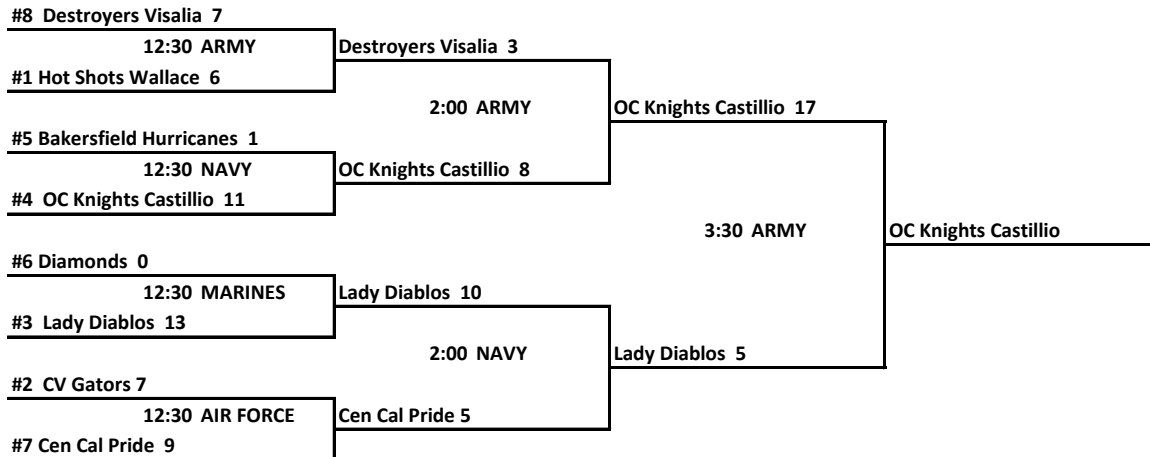 #8 Destroyers Visalia 7
12:30 ARMY
Destroyers Visalia 3
#1 Hot Shots Wallace 6
2:00 ARMY
OC Knights Castillio 17
#5 Bakersfield Hurricanes 1
12:30 NAVY
OC Knights Castillio 8
#4 OC Knights Castillio 11
3:30 ARMY
OC Knights Castillio
#6 Diamonds 0
12:30 MARINES
Lady Diablos 10
#3 Lady Diablos 13
2:00 NAVY
Lady Diablos 5
#2 CV Gators 7
12:30 AIR FORCE
Cen Cal Pride 5
#7 Cen Cal Pride 9